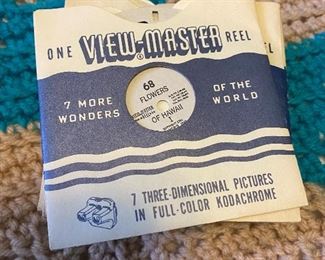 ONE VIEW-MASTER REEL
7 MORE WONDERS
OF THE WORLD
68
FLOWERS
OF HAWAII
1
7 THREE-DIMENSIONAL PICTURES
IN FULL-COLOR KODACHROME